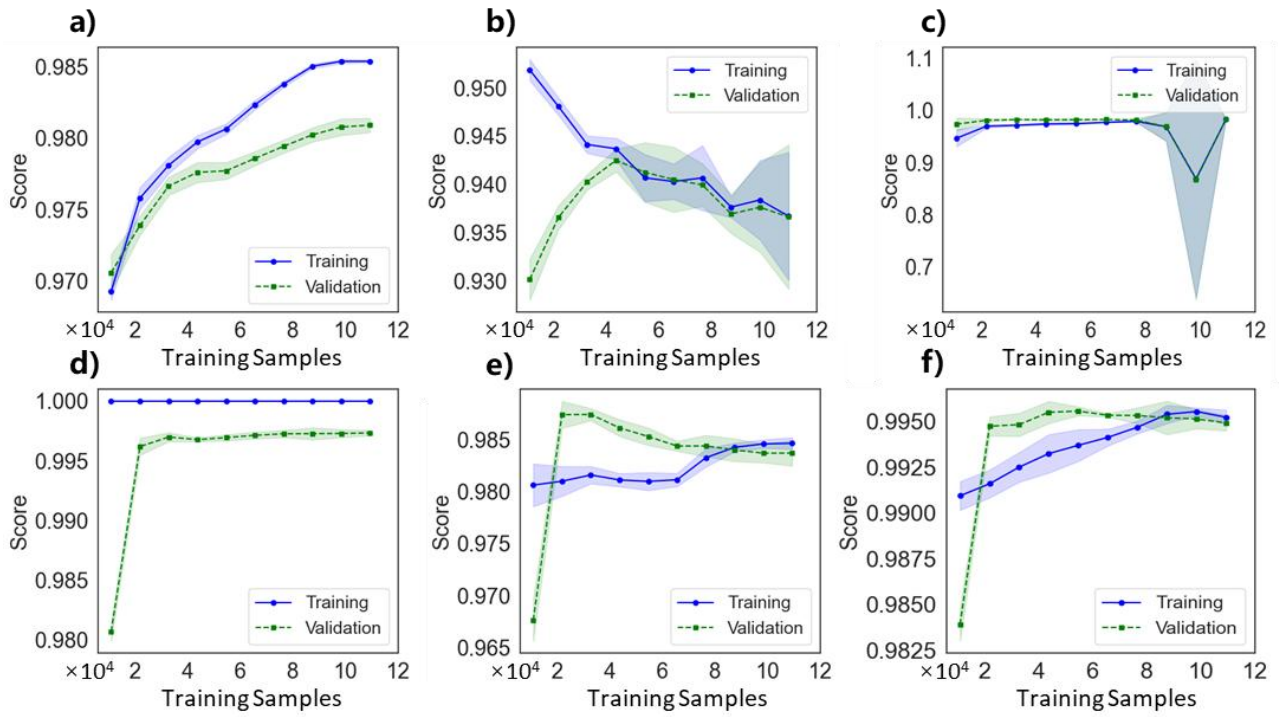 a)
0.985
0.980
0.975
0.970
Score
Training
Validation
×10⁴ 2 4 6 8 10 12
Training Samples
b)
0.950
0.945
0.940
0.935
0.930
Score
Training
Validation
×10⁴ 2 4 6 8 10 12
Training Samples
c)
1.1
1.0
0.9
0.8
0.7
Score
Training
Validation
×10⁴ 2 4 6 8 10 12
Training Samples
d)
1.000
0.995
0.990
0.985
0.980
Score
Training
Validation
×10⁴ 2 4 6 8 10 12
Training Samples
e)
0.985
0.980
0.975
0.970
0.965
Score
Training
Validation
×10⁴ 2 4 6 8 10 12
Training Samples
f)
0.9950
0.9925
0.9900
0.9875
0.9850
0.9825
Score
Training
Validation
×10⁴ 2 4 6 8 10 12
Training Samples